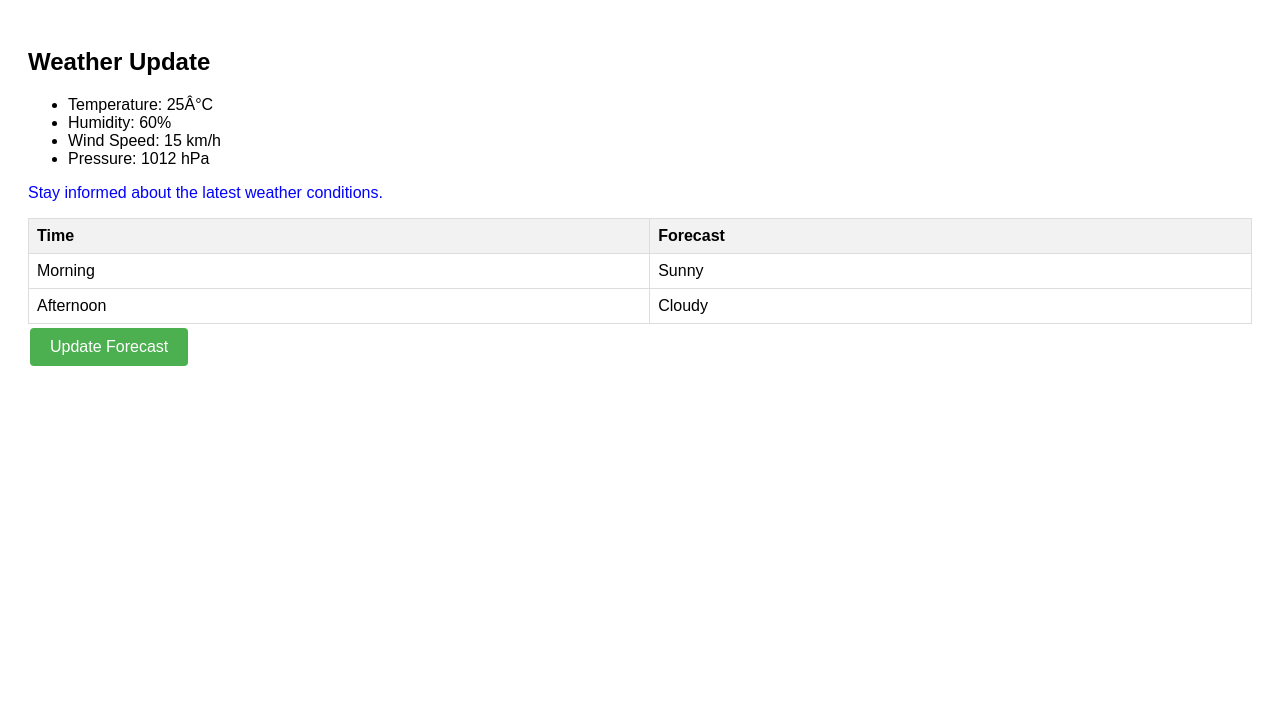 Weather Update
Temperature: 25Â°C
Humidity: 60%
Wind Speed: 15 km/h
Pressure: 1012 hPa
Stay informed about the latest weather conditions.
Time Forecast
Morning Sunny
Afternoon Cloudy
Update Forecast